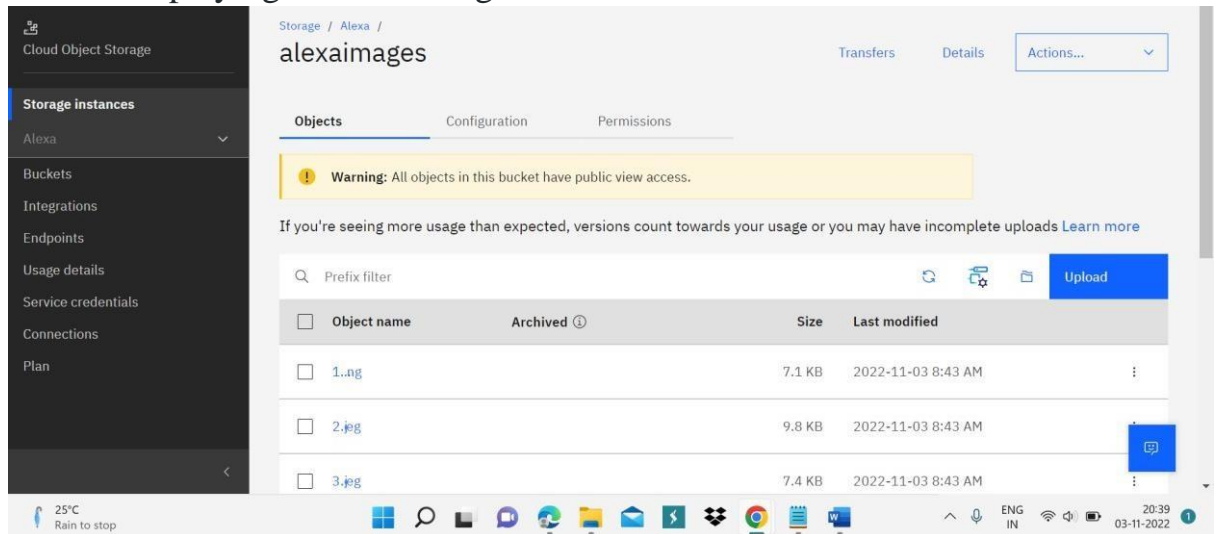 Cloud Object Storage
Storage instances
Alexa
Buckets
Integrations
Endpoints
Usage details
Service credentials
Connections
Plan
Storage / Alexa /
alexaimages
Transfers Details Actions...
Objects Configuration Permissions
Warning: All objects in this bucket have public view access.
If you're seeing more usage than expected, versions count towards your usage or you may have incomplete uploads Learn more
Prefix filter Upload
Object name Archived Size Last modified
1..ng 7.1 KB 2022-11-03 8:43 AM
2.jeg 9.8 KB 2022-11-03 8:43 AM
3.jeg 7.4 KB 2022-11-03 8:43 AM
25°C
Rain to stop
ENG
IN
20:39
03-11-2022
1